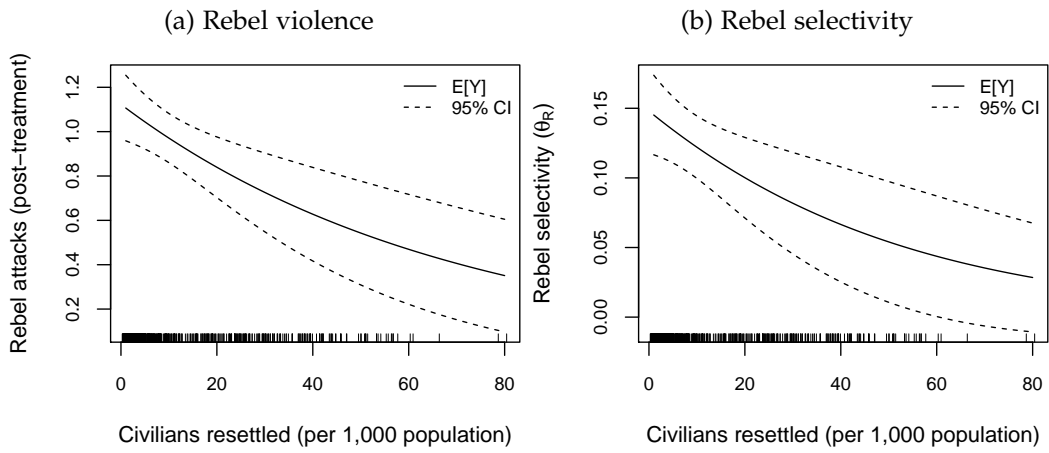 (a) Rebel violence
Rebel attacks (post−treatment)
0.2 0.4 0.6 0.8 1.0 1.2
E[Y]
95% CI
0 20 40 60 80
Civilians resettled (per 1,000 population)
(b) Rebel selectivity
Rebel selectivity (θR)
0.00 0.05 0.10 0.15
E[Y]
95% CI
0 20 40 60 80
Civilians resettled (per 1,000 population)